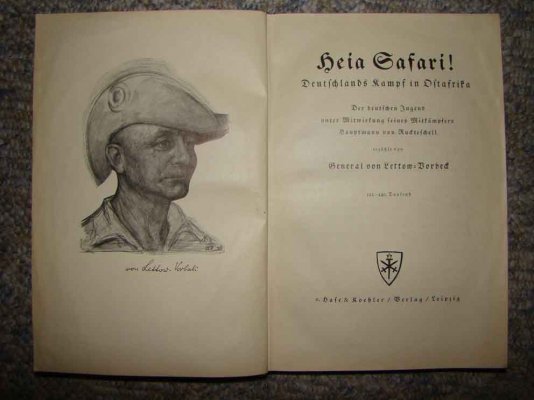 von Lettow-Vorbeck
Heia Safari!
Deutschlands Kampf in Ostafrika
Der deutschen Jugend
unter Mitwirkung seines Mitkämpfers
Hauptmann von Ruckteschell
erzählt von
General von Lettow-Vorbeck
Tausend
v. Hase & Koehler / Verlag / Leipzig